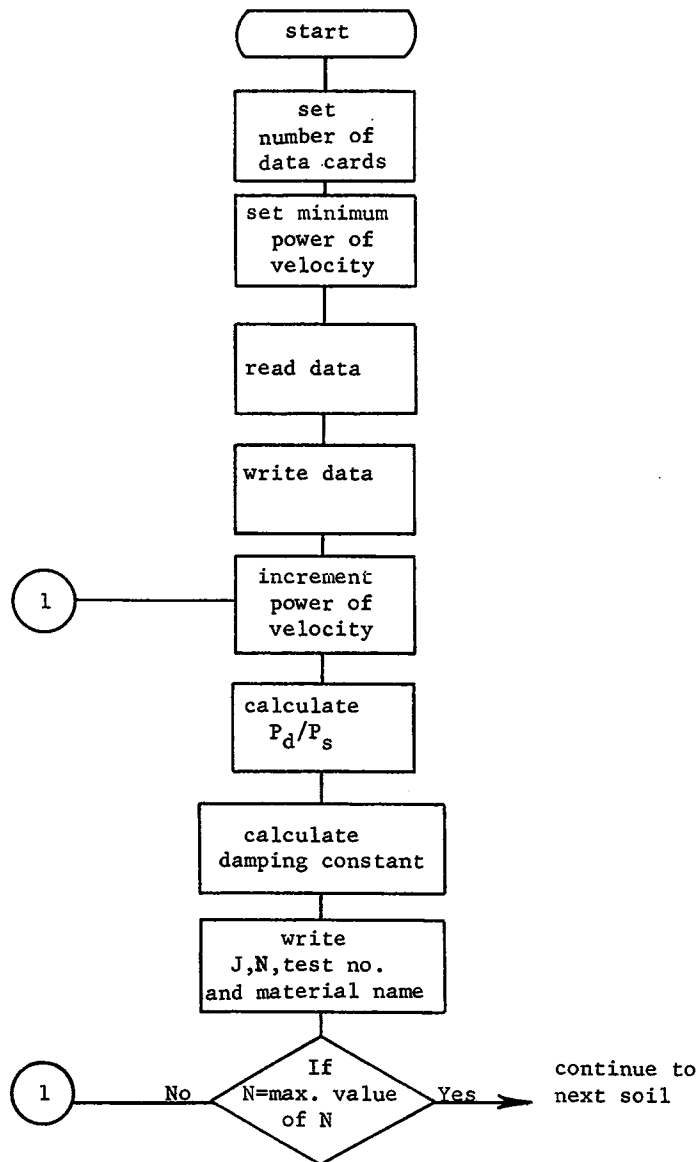 start
set
number of
data cards
set minimum
power of
velocity
read data
write data
1
increment
power of
velocity
calculate
P_d/P_s
calculate
damping constant
write
J,N,test no.
and material name
1
No
If
N=max. value
of N
Yes
continue to
next soil